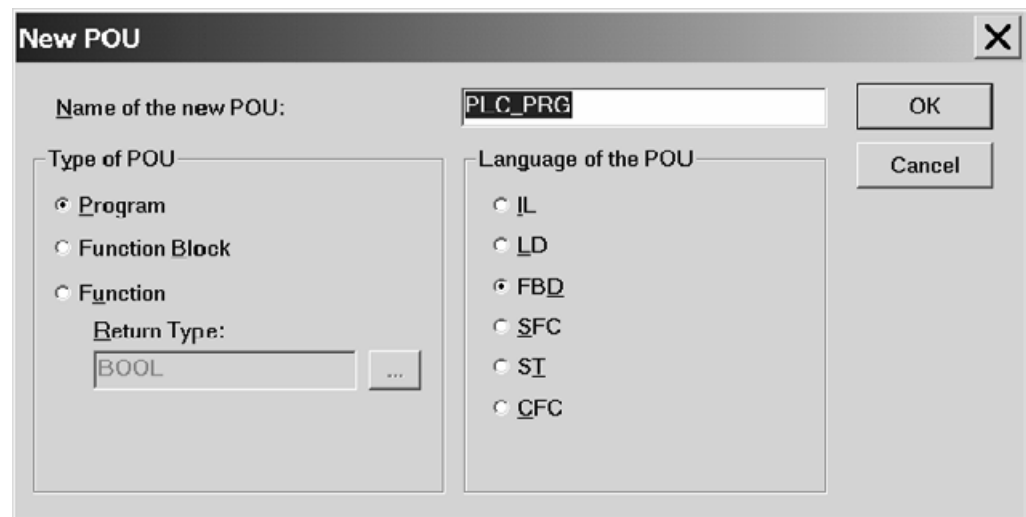 New POU
Name of the new POU:
PLC_PRG
OK
Cancel
Type of POU
Program
Function Block
Function
Return Type:
BOOL
...
Language of the POU
IL
LD
FBD
SFC
ST
CFC